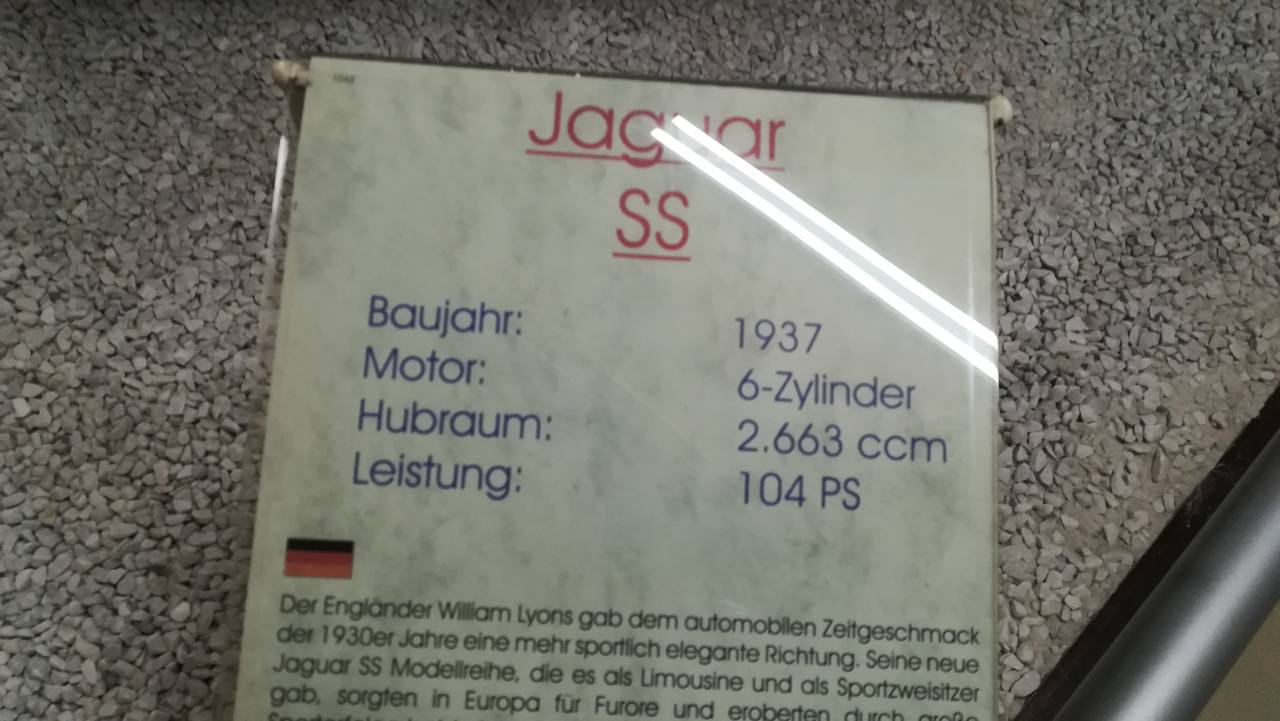 Jaguar
SS
Baujahr: 1937
Motor: 6-Zylinder
Hubraum: 2.663 ccm
Leistung: 104 PS
Der Engländer William Lyons gab dem automobilen Zeitgeschmack
der 1930er Jahre eine mehr sportlich elegante Richtung. Seine neue
Jaguar SS Modellreihe, die es als Limousine und als Sportzweisitzer
gab, sorgten in Europa für Furore und eroberten durch große